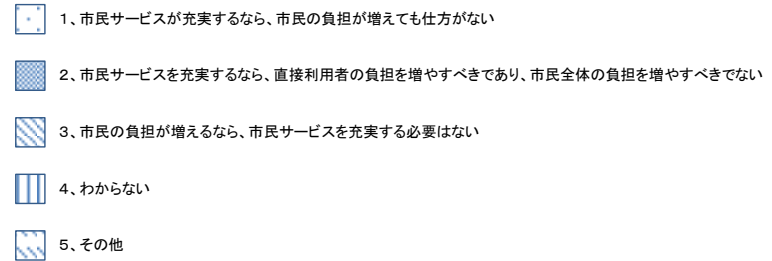 １、市民サービスが充実するなら、市民の負担が増えても仕方がない
２、市民サービスを充実するなら、直接利用者の負担を増やすべきであり、市民全体の負担を増やすべきでない
３、市民の負担が増えるなら、市民サービスを充実する必要はない
４、わからない
５、その他